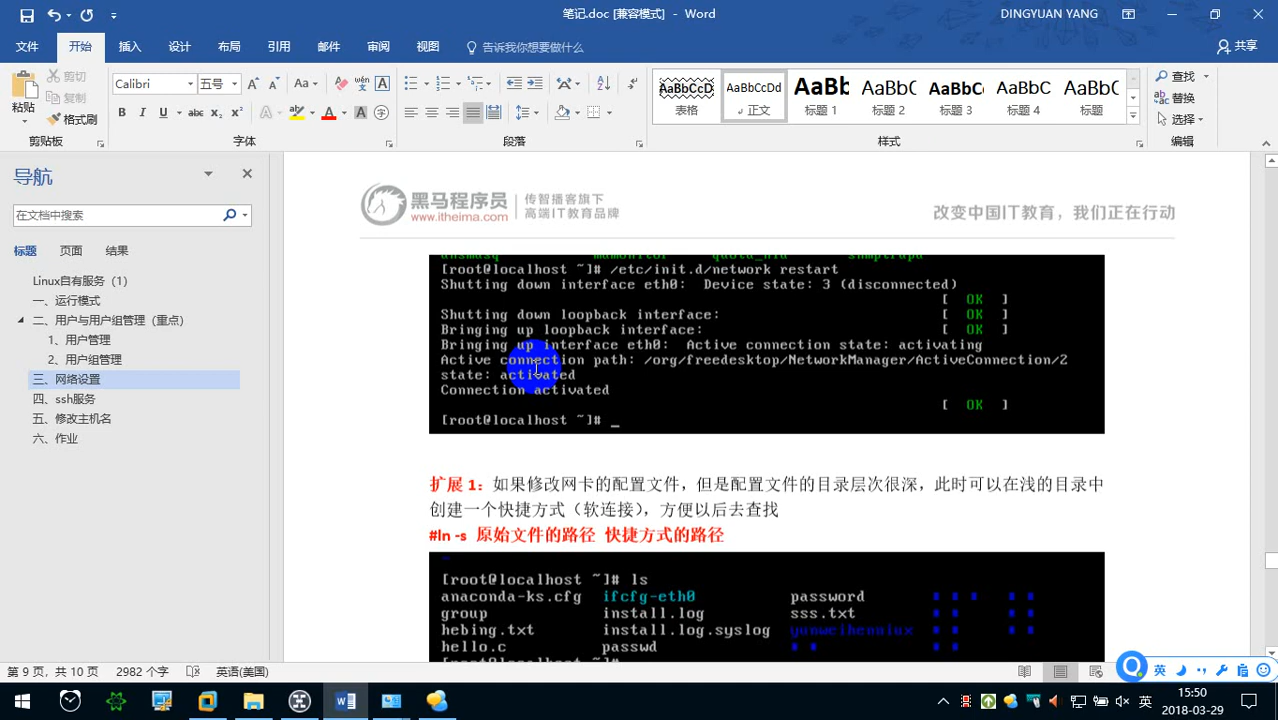 笔记.doc [兼容模式] - Word
DINGYUAN YANG
文件 开始 插入 设计 布局 引用 邮件 审阅 视图 告诉我你想要做什么 共享
粘贴 剪切 复制 格式刷
Calibri 五号
表格 正文 标题 1 标题 2 标题 3 标题 4 标题
查找 替换 选择
剪贴板 字体 段落 样式 编辑
导航
在文档中搜索
标题 页面 结果
Linux自有服务（1）
一、运行模式
二、用户与用户组管理（重点）
1、用户管理
2、用户组管理
三、网络设置
四、ssh服务
五、修改主机名
六、作业
黑马程序员
www.itheima.com
传智播客旗下
高端IT教育品牌
改变中国IT教育，我们正在行动
[root@localhost ~]# /etc/init.d/network restart
Shutting down interface eth0:  Device state: 3 (disconnected)
[  OK  ]
Shutting down loopback interface: [  OK  ]
Bringing up loopback interface: [  OK  ]
Bringing up interface eth0:  Active connection state: activating
Active connection path: /org/freedesktop/NetworkManager/ActiveConnection/2
state: activated
Connection activated
[  OK  ]
[root@localhost ~]# _
扩展 1：如果修改网卡的配置文件，但是配置文件的目录层次很深，此时可以在浅的目录中
创建一个快捷方式（软连接），方便以后去查找
#ln -s 原始文件的路径 快捷方式的路径
[root@localhost ~]# ls
anaconda-ks.cfg ifcfg-eth0 password
group install.log sss.txt
hebing.txt install.log.syslog
hello.c passwd
第 9 页，共 10 页 2982 个字 英语(美国)
英
英
15:50
2018-03-29